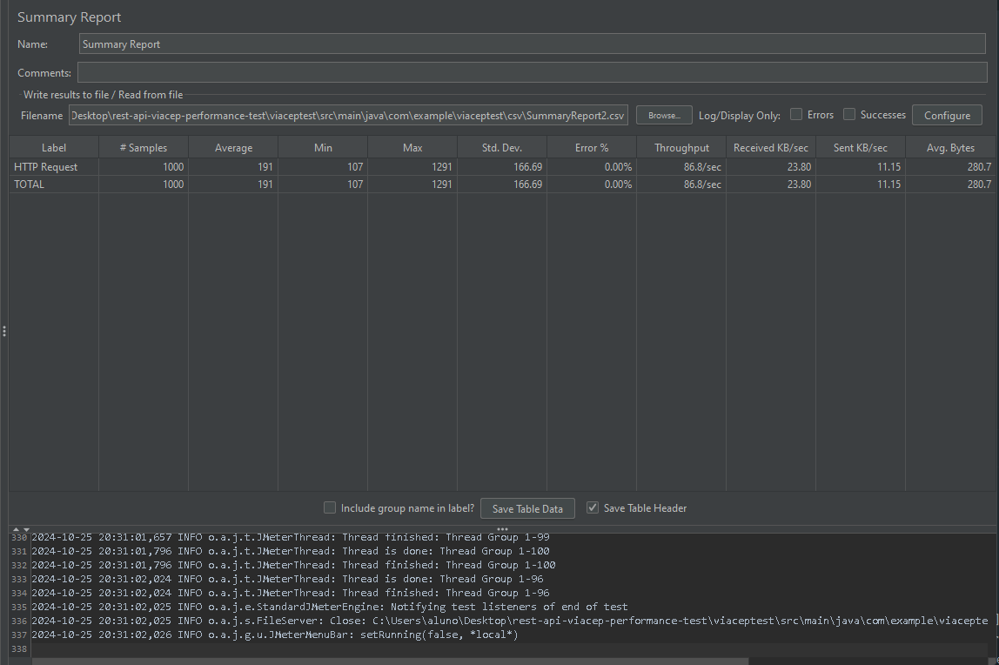 Summary Report
Name: Summary Report
Comments:
Write results to file / Read from file
Filename Desktop\rest-api-viacep-performance-test\viaceptest\src\main\java\com\example\viaceptest\csv\SummaryReport2.csv Browse... Log/Display Only: Errors Successes Configure
Label # Samples Average Min Max Std. Dev. Error % Throughput Received KB/sec Sent KB/sec Avg. Bytes
HTTP Request 1000 191 107 1291 166.69 0.00% 86.8/sec 23.80 11.15 280.7
TOTAL 1000 191 107 1291 166.69 0.00% 86.8/sec 23.80 11.15 280.7
Include group name in label? Save Table Data Save Table Header
330 2024-10-25 20:31:01,657 INFO o.a.j.t.JMeterThread: Thread finished: Thread Group 1-99
331 2024-10-25 20:31:01,796 INFO o.a.j.t.JMeterThread: Thread is done: Thread Group 1-100
332 2024-10-25 20:31:01,796 INFO o.a.j.t.JMeterThread: Thread finished: Thread Group 1-100
333 2024-10-25 20:31:02,024 INFO o.a.j.t.JMeterThread: Thread is done: Thread Group 1-96
334 2024-10-25 20:31:02,024 INFO o.a.j.t.JMeterThread: Thread finished: Thread Group 1-96
335 2024-10-25 20:31:02,025 INFO o.a.j.e.StandardJMeterEngine: Notifying test listeners of end of test
336 2024-10-25 20:31:02,025 INFO o.a.j.s.FileServer: Close: C:\Users\aluno\Desktop\rest-api-viacep-performance-test\viaceptest\src\main\java\com\example\viacepte
337 2024-10-25 20:31:02,026 INFO o.a.j.g.u.JMeterMenuBar: setRunning(false, *local*)
338